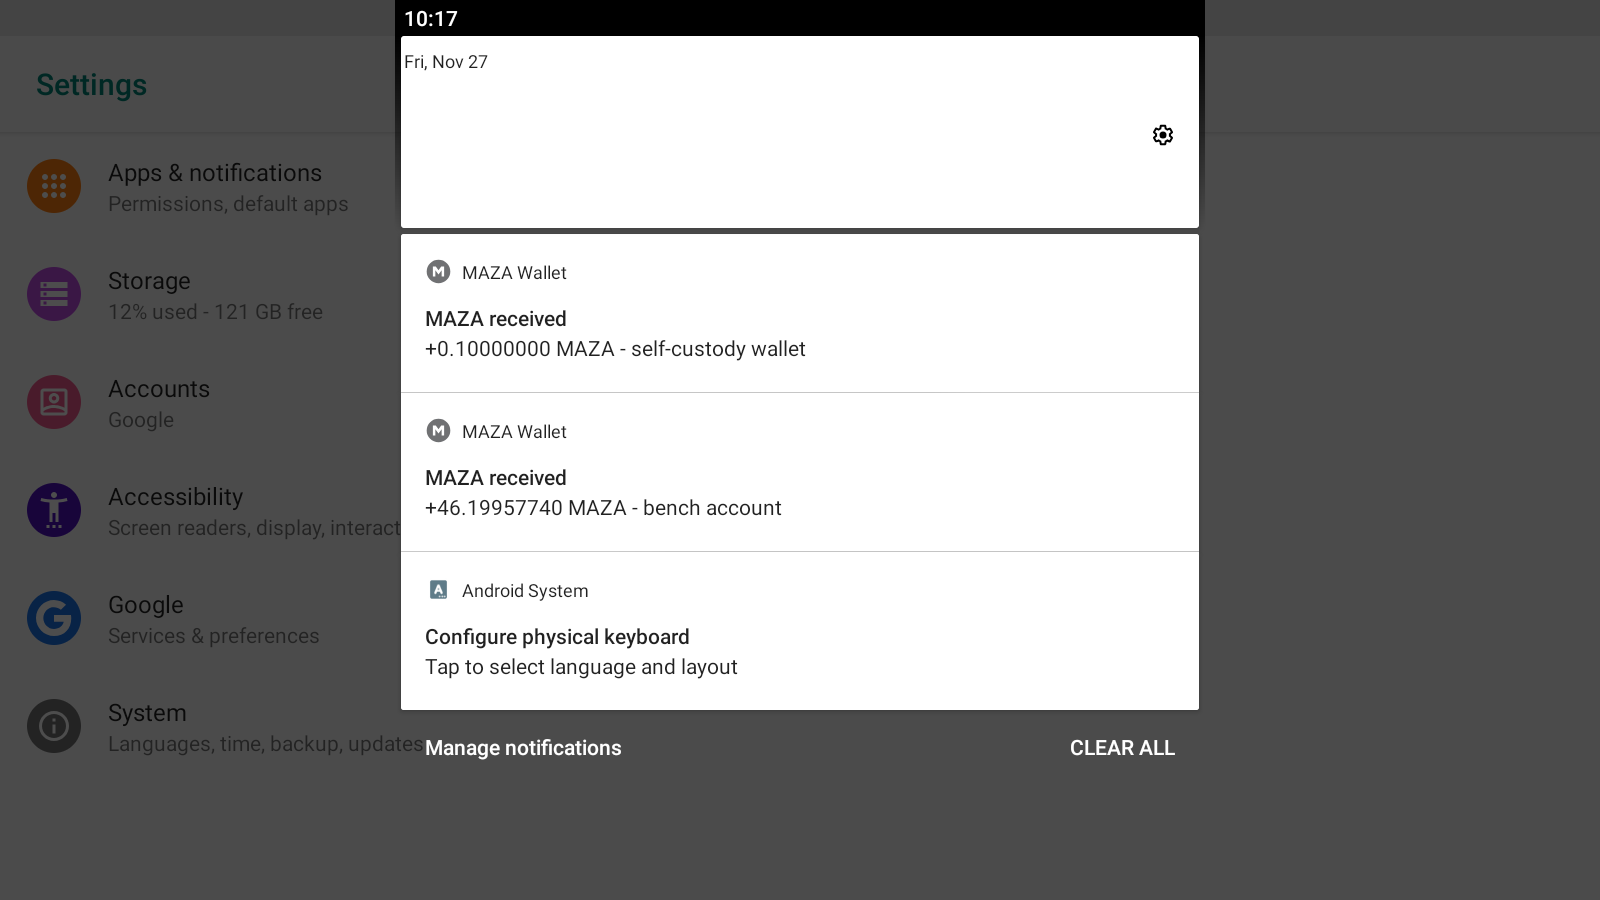 10:17
Fri, Nov 27
Settings
Apps & notifications
Permissions, default apps
Storage
12% used - 121 GB free
Accounts
Google
Accessibility
Screen readers, display, interact
Google
Services & preferences
System
Languages, time, backup, updates
M MAZA Wallet
MAZA received
+0.10000000 MAZA - self-custody wallet
M MAZA Wallet
MAZA received
+46.19957740 MAZA - bench account
A Android System
Configure physical keyboard
Tap to select language and layout
Manage notifications
CLEAR ALL